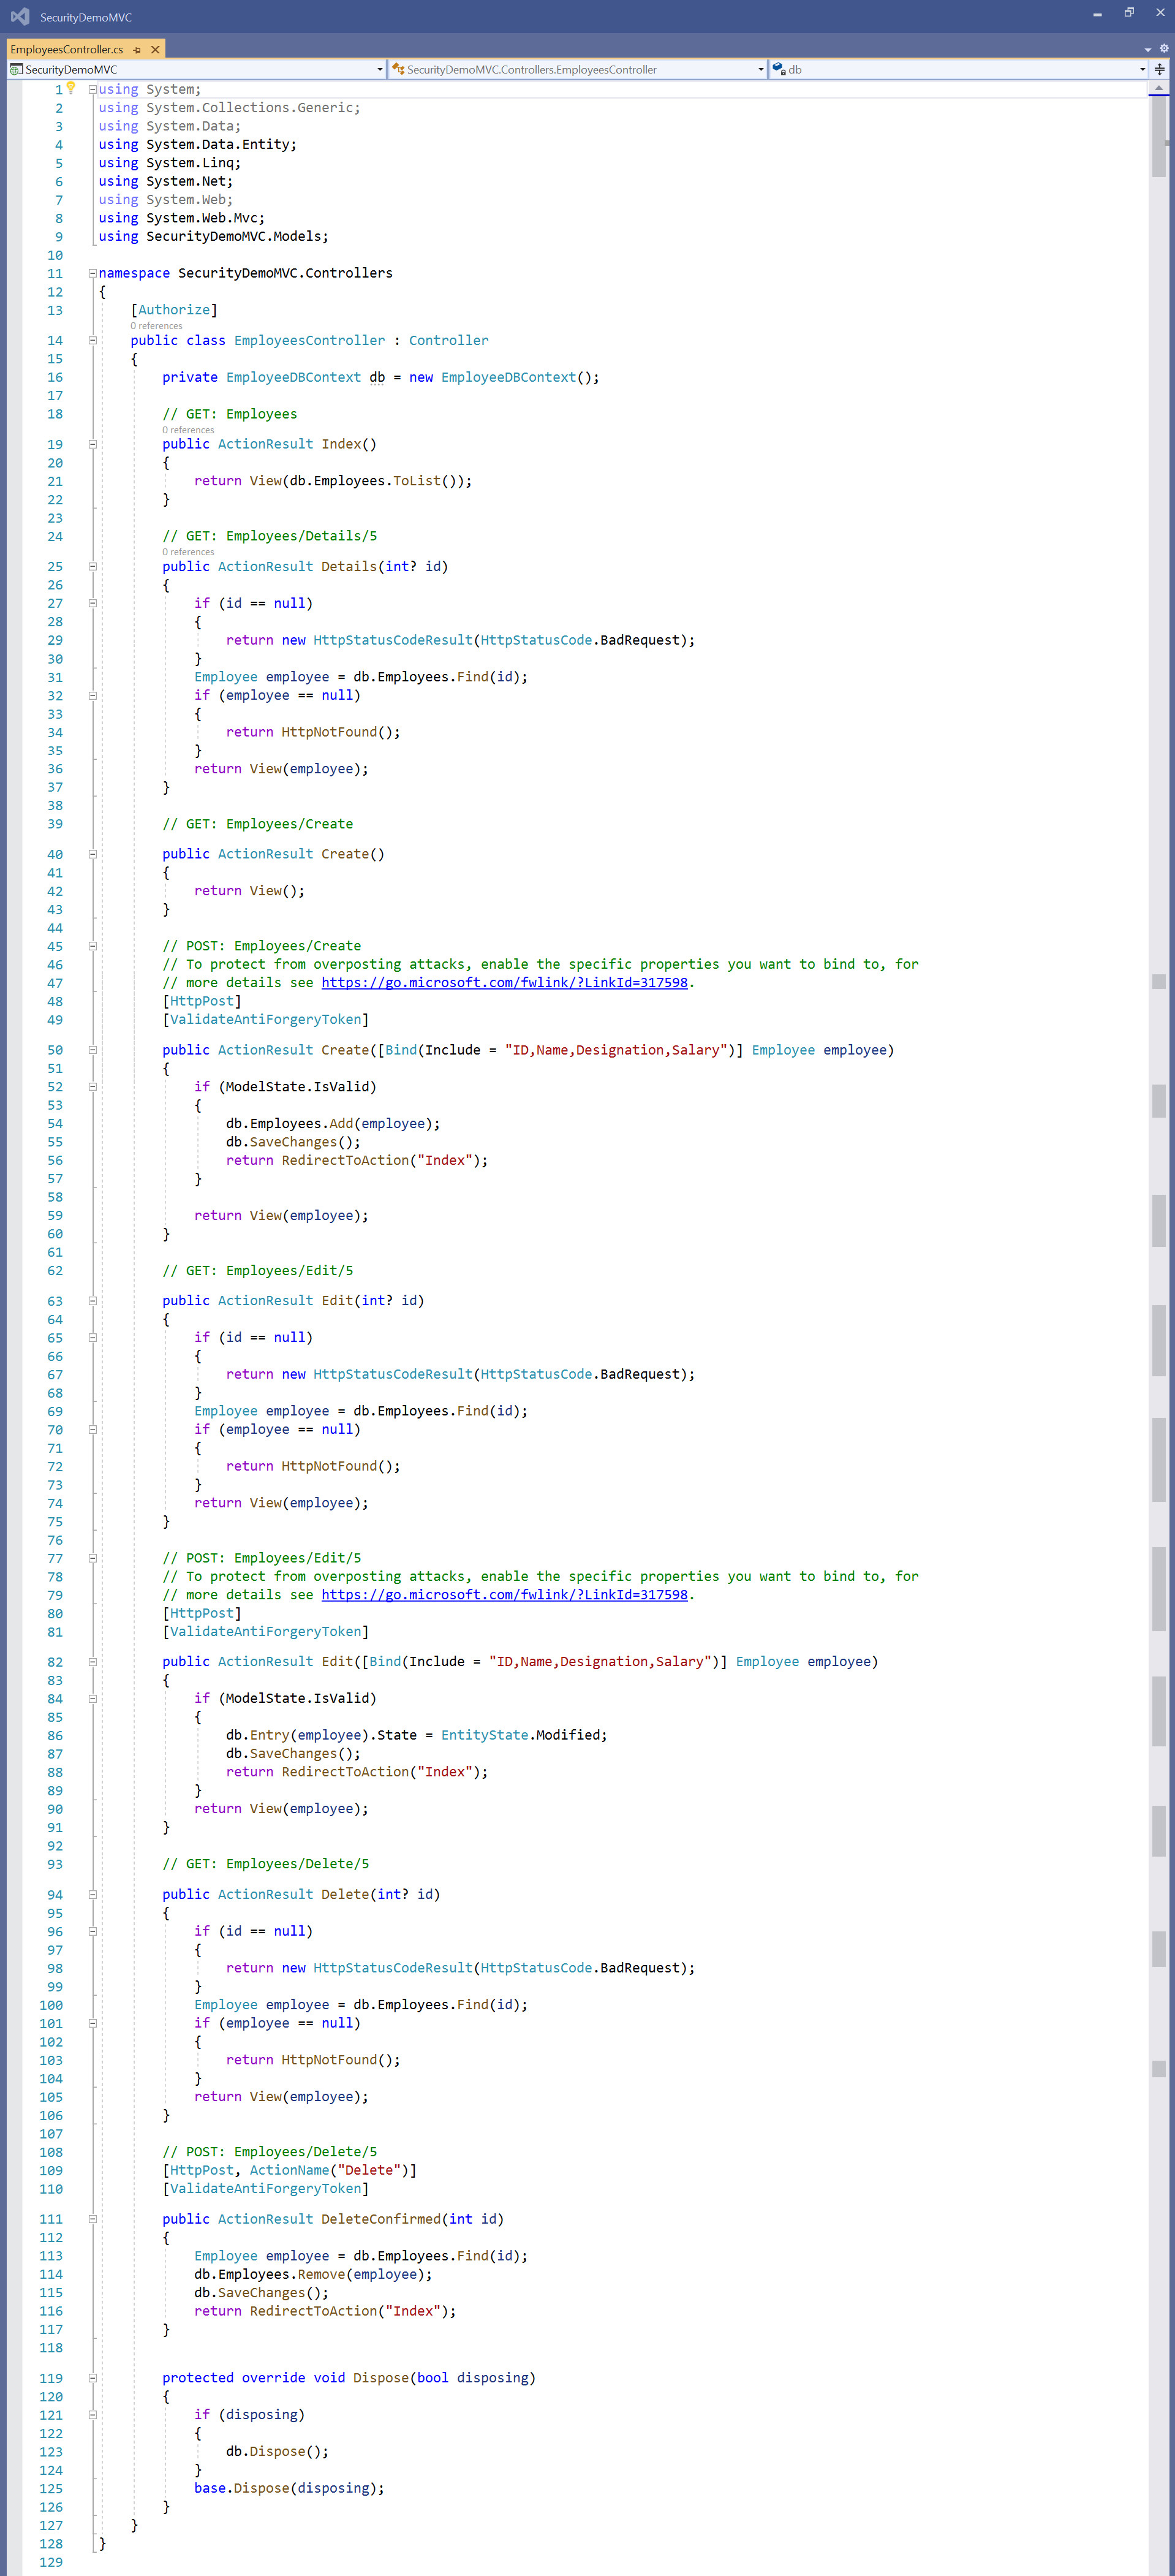 SecurityDemoMVC
EmployeesController.cs
SecurityDemoMVC SecurityDemoMVC.Controllers.EmployeesController db
1 using System;
2 using System.Collections.Generic;
3 using System.Data;
4 using System.Data.Entity;
5 using System.Linq;
6 using System.Net;
7 using System.Web;
8 using System.Web.Mvc;
9 using SecurityDemoMVC.Models;
10
11 namespace SecurityDemoMVC.Controllers
12 {
13 [Authorize]
0 references
14 public class EmployeesController : Controller
15 {
16 private EmployeeDBContext db = new EmployeeDBContext();
17
18 // GET: Employees
0 references
19 public ActionResult Index()
20 {
21 return View(db.Employees.ToList());
22 }
23
24 // GET: Employees/Details/5
0 references
25 public ActionResult Details(int? id)
26 {
27 if (id == null)
28 {
29 return new HttpStatusCodeResult(HttpStatusCode.BadRequest);
30 }
31 Employee employee = db.Employees.Find(id);
32 if (employee == null)
33 {
34 return HttpNotFound();
35 }
36 return View(employee);
37 }
38
39 // GET: Employees/Create
40 public ActionResult Create()
41 {
42 return View();
43 }
44
45 // POST: Employees/Create
46 // To protect from overposting attacks, enable the specific properties you want to bind to, for
47 // more details see https://go.microsoft.com/fwlink/?LinkId=317598.
48 [HttpPost]
49 [ValidateAntiForgeryToken]
50 public ActionResult Create([Bind(Include = "ID,Name,Designation,Salary")] Employee employee)
51 {
52 if (ModelState.IsValid)
53 {
54 db.Employees.Add(employee);
55 db.SaveChanges();
56 return RedirectToAction("Index");
57 }
58
59 return View(employee);
60 }
61
62 // GET: Employees/Edit/5
63 public ActionResult Edit(int? id)
64 {
65 if (id == null)
66 {
67 return new HttpStatusCodeResult(HttpStatusCode.BadRequest);
68 }
69 Employee employee = db.Employees.Find(id);
70 if (employee == null)
71 {
72 return HttpNotFound();
73 }
74 return View(employee);
75 }
76
77 // POST: Employees/Edit/5
78 // To protect from overposting attacks, enable the specific properties you want to bind to, for
79 // more details see https://go.microsoft.com/fwlink/?LinkId=317598.
80 [HttpPost]
81 [ValidateAntiForgeryToken]
82 public ActionResult Edit([Bind(Include = "ID,Name,Designation,Salary")] Employee employee)
83 {
84 if (ModelState.IsValid)
85 {
86 db.Entry(employee).State = EntityState.Modified;
87 db.SaveChanges();
88 return RedirectToAction("Index");
89 }
90 return View(employee);
91 }
92
93 // GET: Employees/Delete/5
94 public ActionResult Delete(int? id)
95 {
96 if (id == null)
97 {
98 return new HttpStatusCodeResult(HttpStatusCode.BadRequest);
99 }
100 Employee employee = db.Employees.Find(id);
101 if (employee == null)
102 {
103 return HttpNotFound();
104 }
105 return View(employee);
106 }
107
108 // POST: Employees/Delete/5
109 [HttpPost, ActionName("Delete")]
110 [ValidateAntiForgeryToken]
111 public ActionResult DeleteConfirmed(int id)
112 {
113 Employee employee = db.Employees.Find(id);
114 db.Employees.Remove(employee);
115 db.SaveChanges();
116 return RedirectToAction("Index");
117 }
118
119 protected override void Dispose(bool disposing)
120 {
121 if (disposing)
122 {
123 db.Dispose();
124 }
125 base.Dispose(disposing);
126 }
127 }
128 }
129